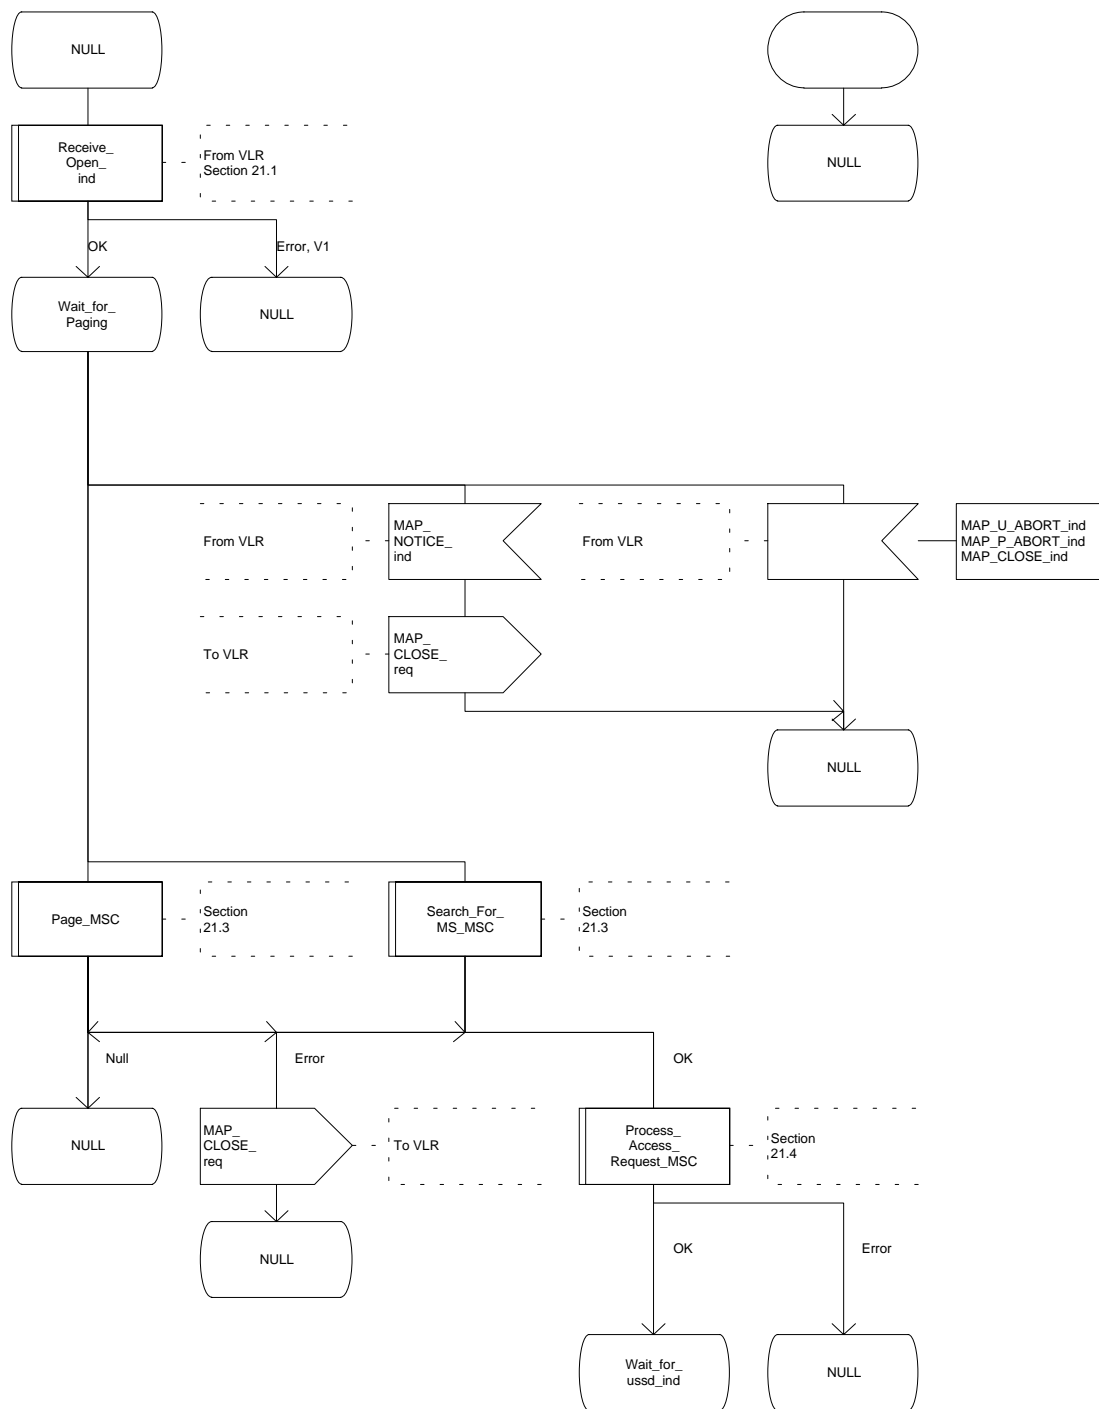 NULL
Receive_
Open_
ind
From VLR
Section 21.1
NULL
OK
Error, V1
Wait_for_
Paging
NULL
From VLR
MAP_
NOTICE_
ind
From VLR
MAP_U_ABORT_ind
MAP_P_ABORT_ind
MAP_CLOSE_ind
To VLR
MAP_
CLOSE_
req
NULL
Page_MSC
Section
21.3
Search_For_
MS_MSC
Section
21.3
Null
Error
OK
NULL
MAP_
CLOSE_
req
To VLR
Process_
Access_
Request_MSC
Section
21.4
NULL
OK
Error
Wait_for_
ussd_ind
NULL